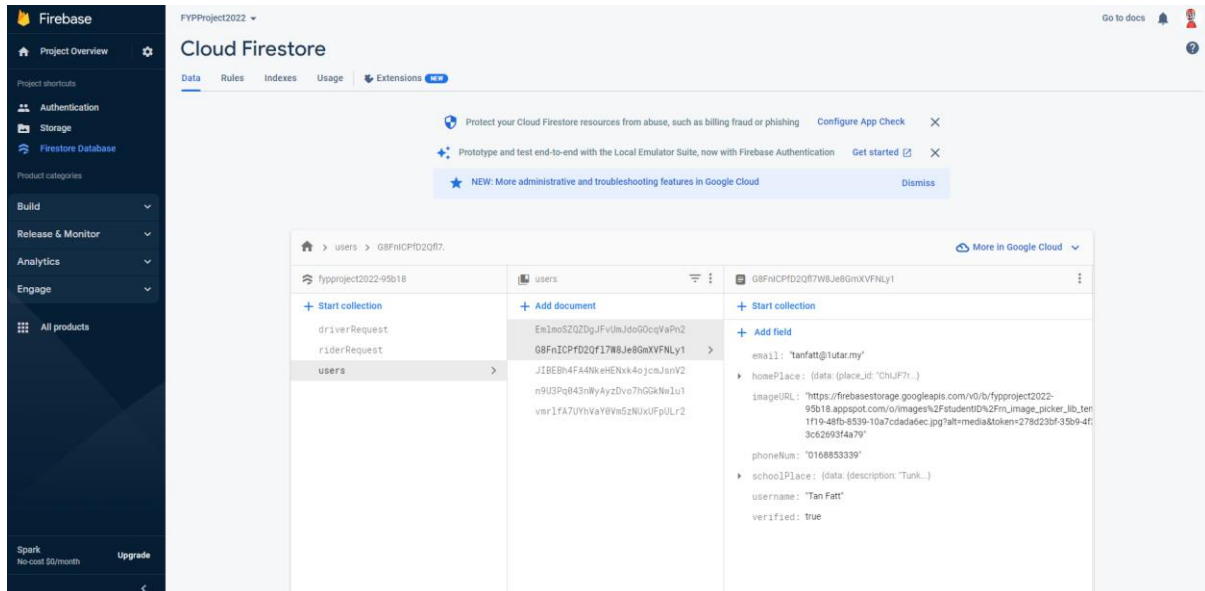 Firebase
FYPProject2022
Go to docs
Project Overview
Cloud Firestore
Project shortcuts
Data Rules Indexes Usage Extensions NEW
Authentication
Storage
Firestore Database
Product categories
Build
Release & Monitor
Analytics
Engage
All products
Spark
No-cost $0/month
Upgrade
Protect your Cloud Firestore resources from abuse, such as billing fraud or phishing Configure App Check
Prototype and test end-to-end with the Local Emulator Suite, now with Firebase Authentication Get started
NEW: More administrative and troubleshooting features in Google Cloud Dismiss
users > G8FnICPfD2Qfl7.
More in Google Cloud
fypproject2022-95b18
+ Start collection
driverRequest
riderRequest
users
users
+ Add document
EmlmoSZQZDgJFvUmJdoGOcqVaPn2
G8FnICPfD2Qfl7W8Je8GmXVFNLy1
JIBEBh4FA4NkeHENxk4ojcmJsnV2
n9U3Pq043nWyAyzDvo7hGGkNwlu1
vmrlfA7UYhVaY0Vm5zNUxUFpULr2
G8FnICPfD2Qfl7W8Je8GmXVFNLy1
+ Start collection
+ Add field
email: "tanfatt@1utar.my"
homePlace: {data: {place_id: "ChIJF7r...}
imageURL: "https://firebasestorage.googleapis.com/v0/b/fypproject2022-
95b18.appspot.com/o/images%2FstudentID%2Frn_image_picker_lib_ten
1f19-48fb-8539-10a7cdada6ec.jpg?alt=media&token=278d23bf-35b9-4f
3c62693f4a79"
phoneNum: "0168853339"
schoolPlace: {data: {description: "Tunk...}
username: "Tan Fatt"
verified: true